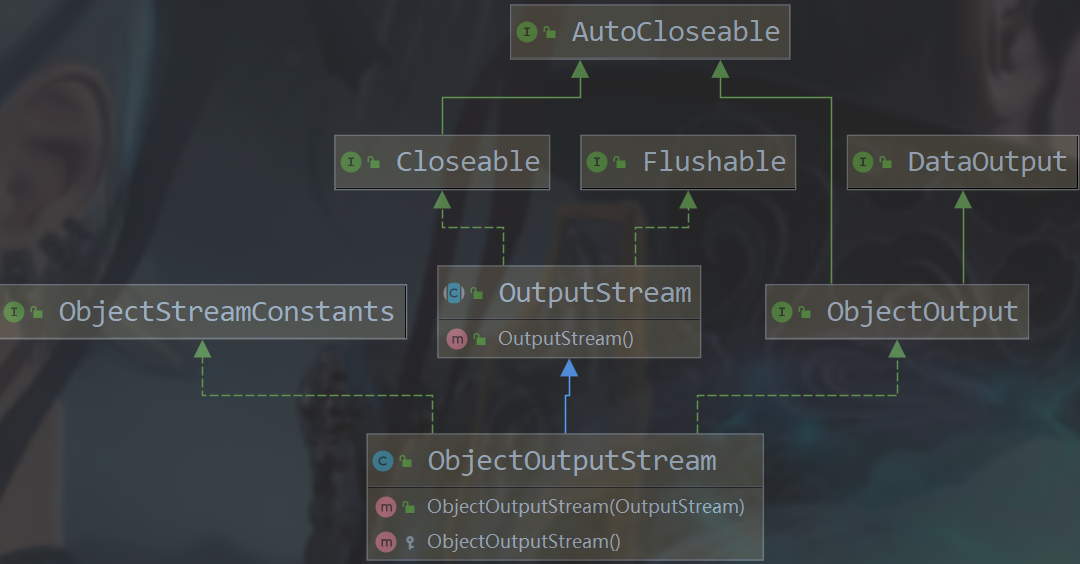 AutoCloseable
Closeable
Flushable
DataOutput
OutputStream
OutputStream()
ObjectStreamConstants
ObjectOutput
ObjectOutputStream
ObjectOutputStream(OutputStream)
ObjectOutputStream()